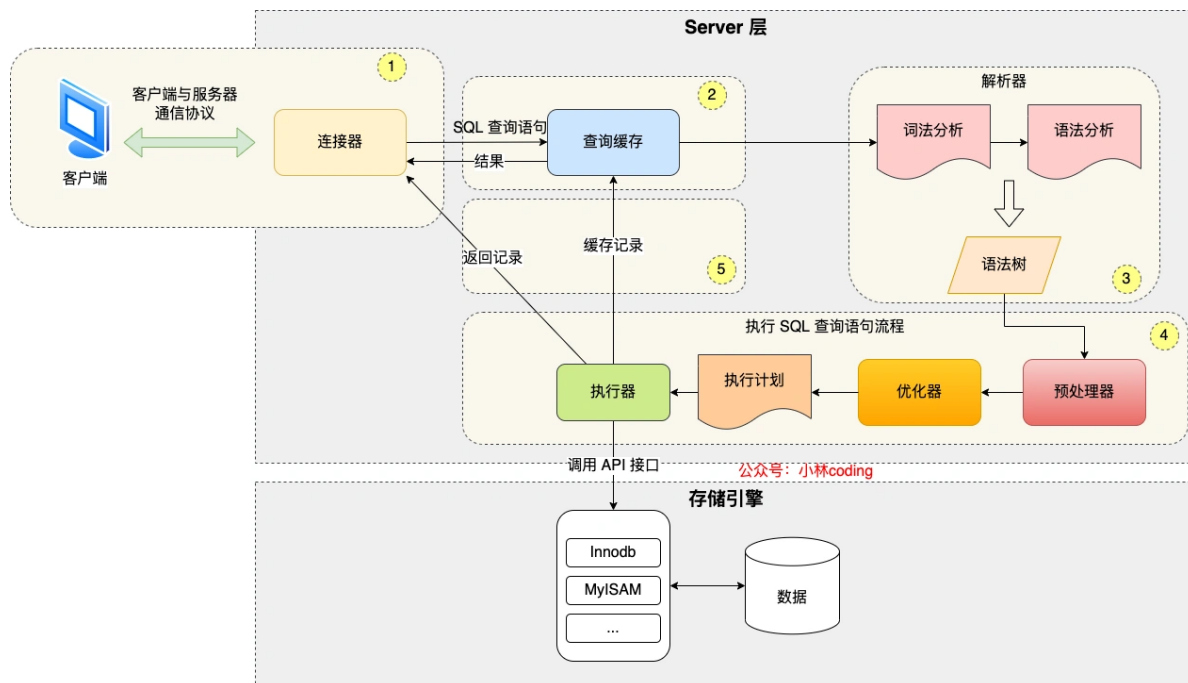 Server 层
1
客户端与服务器
通信协议
客户端
连接器
SQL 查询语句
结果
2
查询缓存
解析器
词法分析
语法分析
语法树
3
返回记录
缓存记录
5
执行 SQL 查询语句流程
4
执行器
执行计划
优化器
预处理器
调用 API 接口
公众号：小林coding
存储引擎
Innodb
MyISAM
...
数据